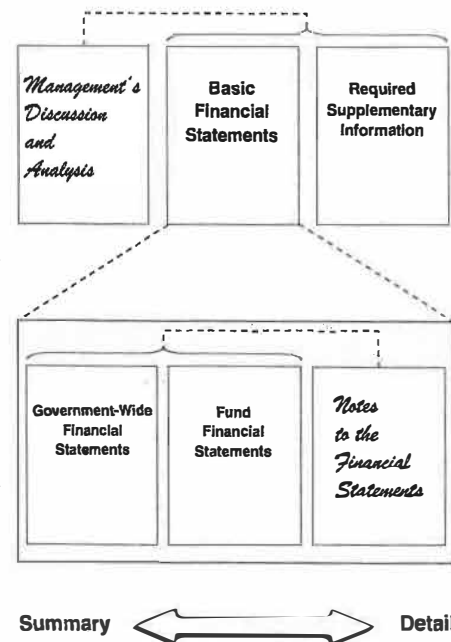 Management's
Discussion
and
Analysis
Basic
Financial
Statements
Required
Supplementary
Information
Government-Wide
Financial
Statements
Fund
Financial
Statements
Notes
to the
Financial
Statements
Summary
Detail